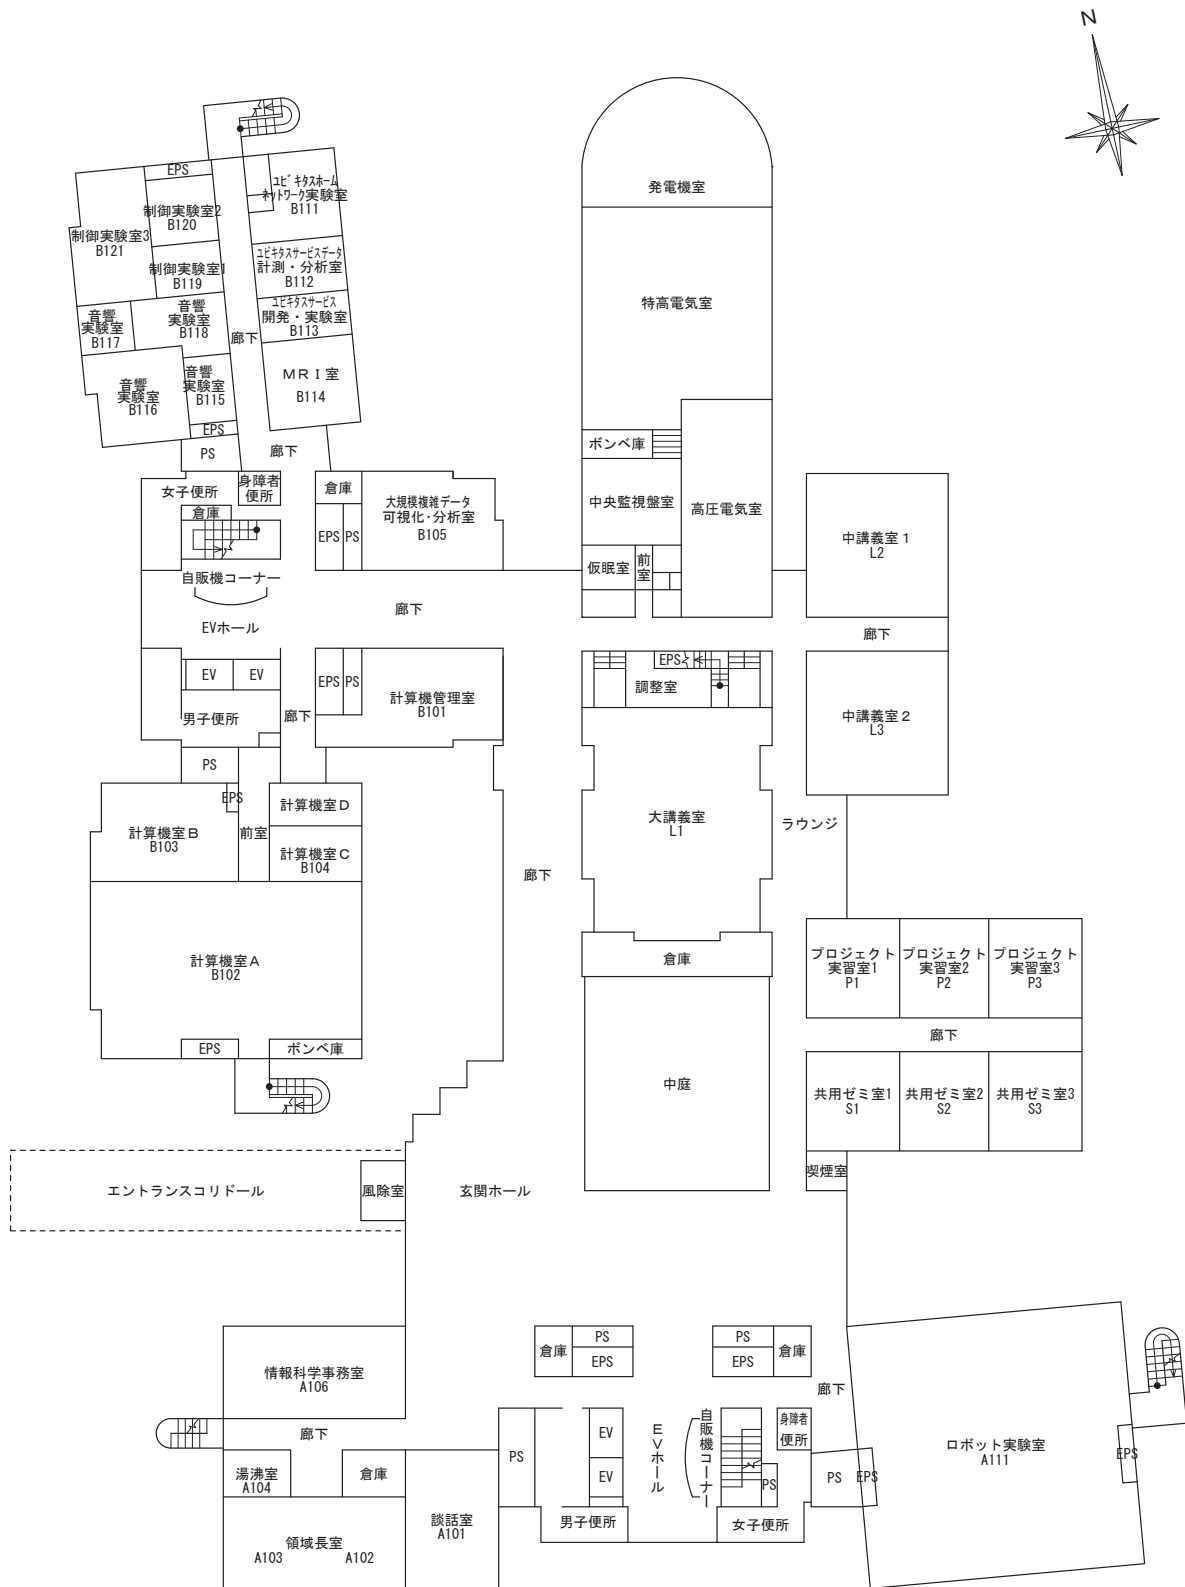 N
EPS
ユビキタスホーム
ネットワーク実験室
B111
制御実験室2
B120
制御実験室3
B121
ユビキタスサービスデータ
計測・分析室
B112
制御実験室1
B119
ユビキタスサービス
開発・実験室
B113
音響
実験室
B118
音響
実験室
B117
廊下
MRI室
B114
音響
実験室
B115
音響
実験室
B116
EPS
PS
廊下
発電機室
特高電気室
ボンベ庫
中央監視盤室
高圧電気室
仮眠室
前
室
女子便所
身障者
便所
倉庫
倉庫
大規模複雑データ
可視化・分析室
B105
EPS
PS
自販機コーナー
EVホール
廊下
中講義室1
L2
廊下
EV
EV
EPS
PS
計算機管理室
B101
男子便所
廊下
EPS
調整室
中講義室2
L3
PS
EPS
計算機室D
計算機室B
B103
前室
計算機室C
B104
大講義室
L1
ラウンジ
廊下
計算機室A
B102
倉庫
プロジェクト
実習室1
P1
プロジェクト
実習室2
P2
プロジェクト
実習室3
P3
廊下
EPS
ボンベ庫
中庭
共用ゼミ室1
S1
共用ゼミ室2
S2
共用ゼミ室3
S3
喫煙室
エントランスコリドール
風除室
玄関ホール
倉庫
PS
EPS
PS
EPS
倉庫
情報科学事務室
A106
廊下
廊下
身障者
便所
PS
EV
EV
EVホール
自販機コーナー
PS
PS
EPS
ロボット実験室
A111
EPS
湯沸室
A104
倉庫
談話室
A101
男子便所
女子便所
領域長室
A103
A102